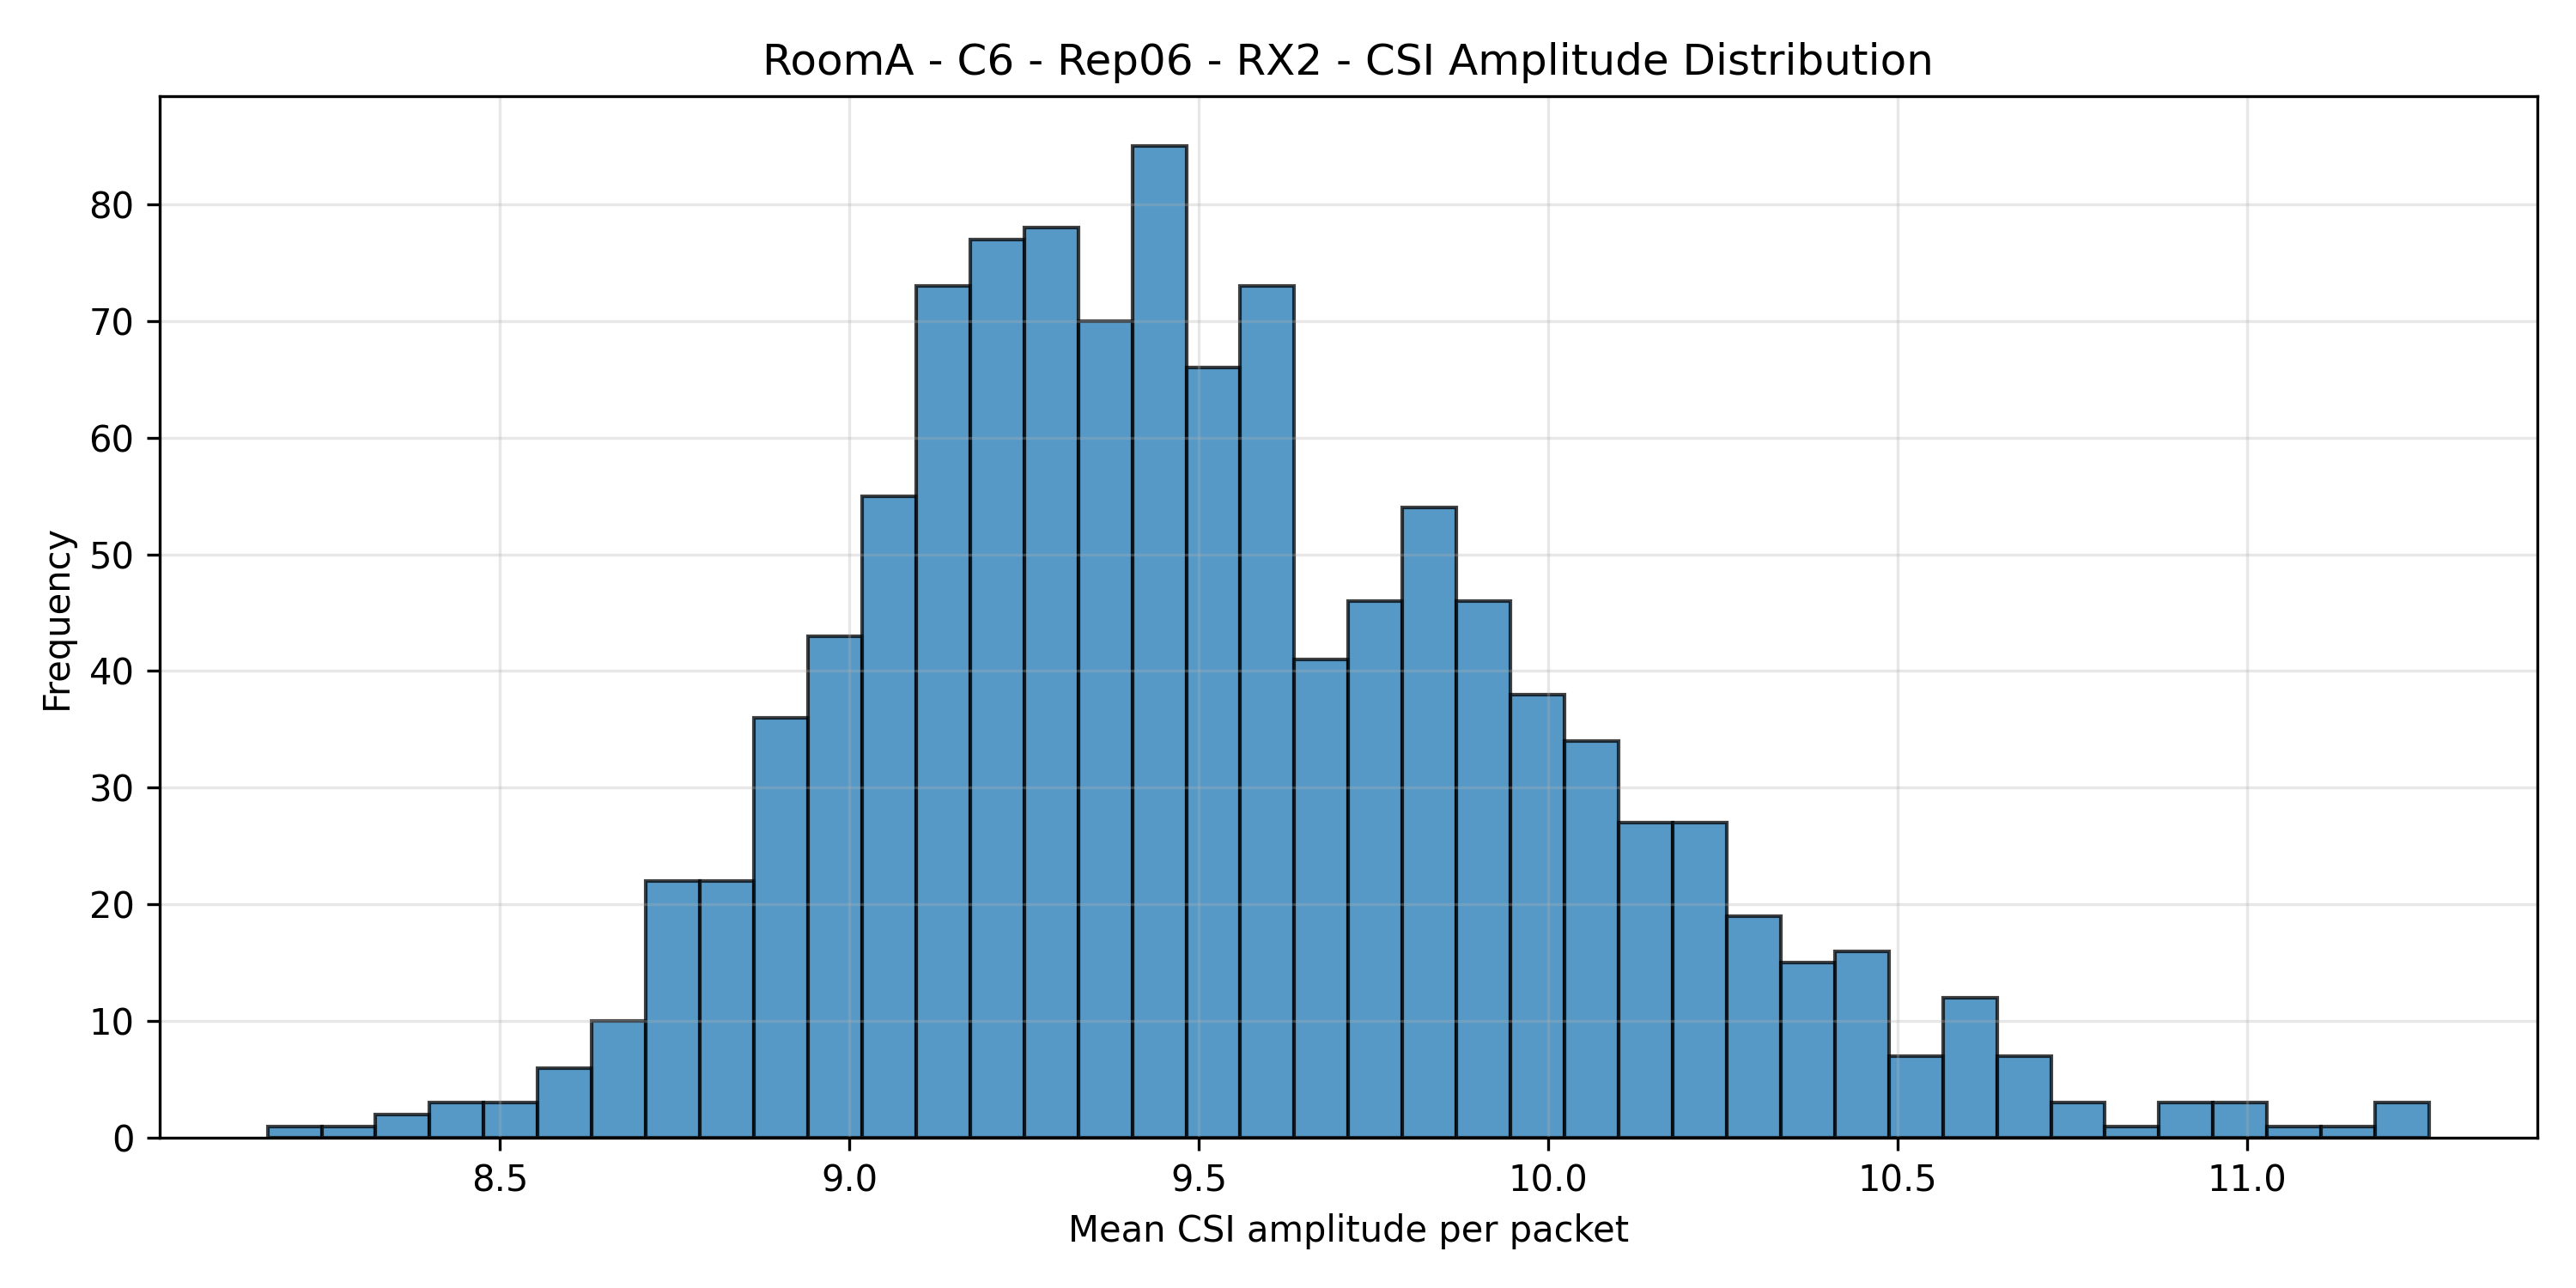 RoomA - C6 - Rep06 - RX2 - CSI Amplitude Distribution
Frequency
80
70
60
50
40
30
20
10
0
8.5 9.0 9.5 10.0 10.5 11.0
Mean CSI amplitude per packet